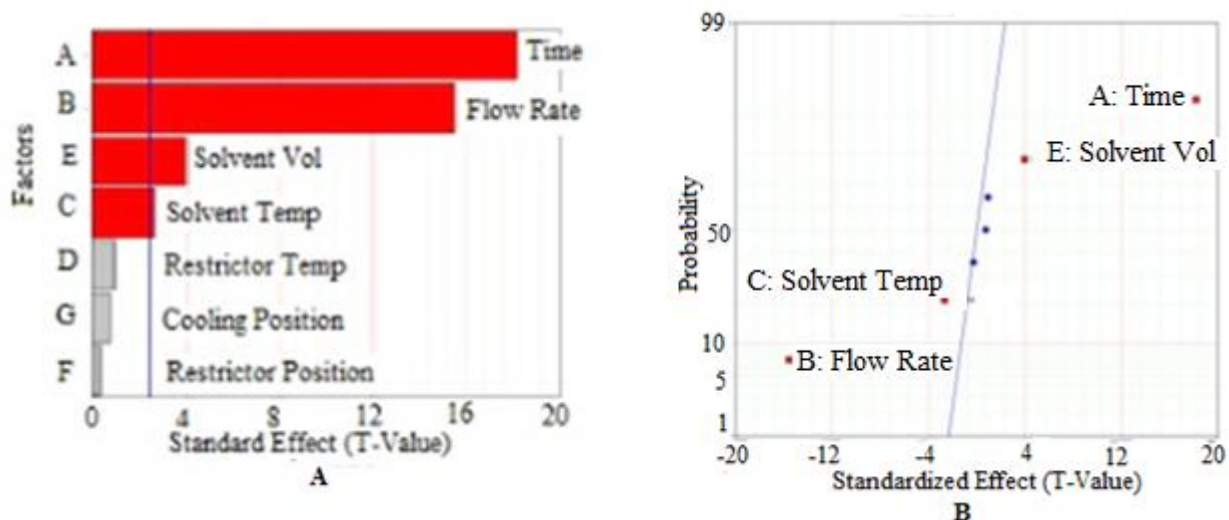 Factors
A
Time
B
Flow Rate
E
Solvent Vol
C
Solvent Temp
D
Restrictor Temp
G
Cooling Position
F
Restrictor Position
0 4 8 12 16 20
Standard Effect (T-Value)
A
Probability
99
50
10
5
1
A: Time
E: Solvent Vol
C: Solvent Temp
B: Flow Rate
-20 -12 -4 4 12 20
Standardized Effect (T-Value)
B